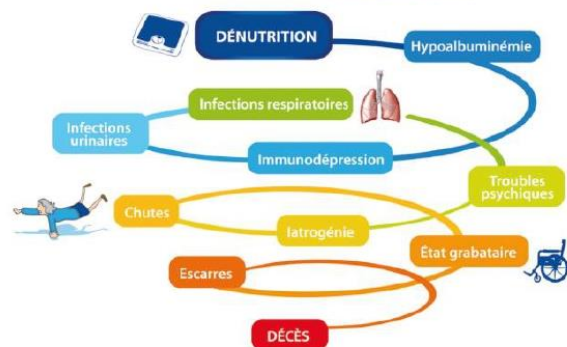 DÉNUTRITION
Hypoalbuminémie
Infections respiratoires
Infections
urinaires
Immunodépression
Troubles
psychiques
Chutes
Iatrogénie
État grabataire
Escarres
DÉCÈS